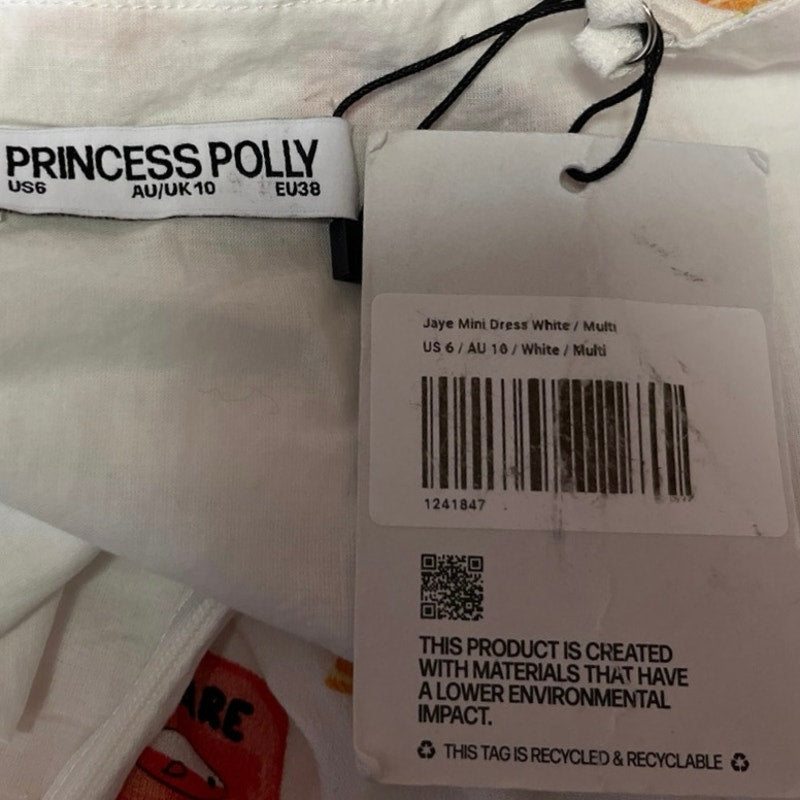 PRINCESS POLLY
US6 AU/UK10 EU38
Jaye Mini Dress White / Multi
US 6 / AU 10 / White / Multi
1241847
THIS PRODUCT IS CREATED
WITH MATERIALS THAT HAVE
A LOWER ENVIRONMENTAL
IMPACT.
♻ THIS TAG IS RECYCLED & RECYCLABLE ♻
ARE